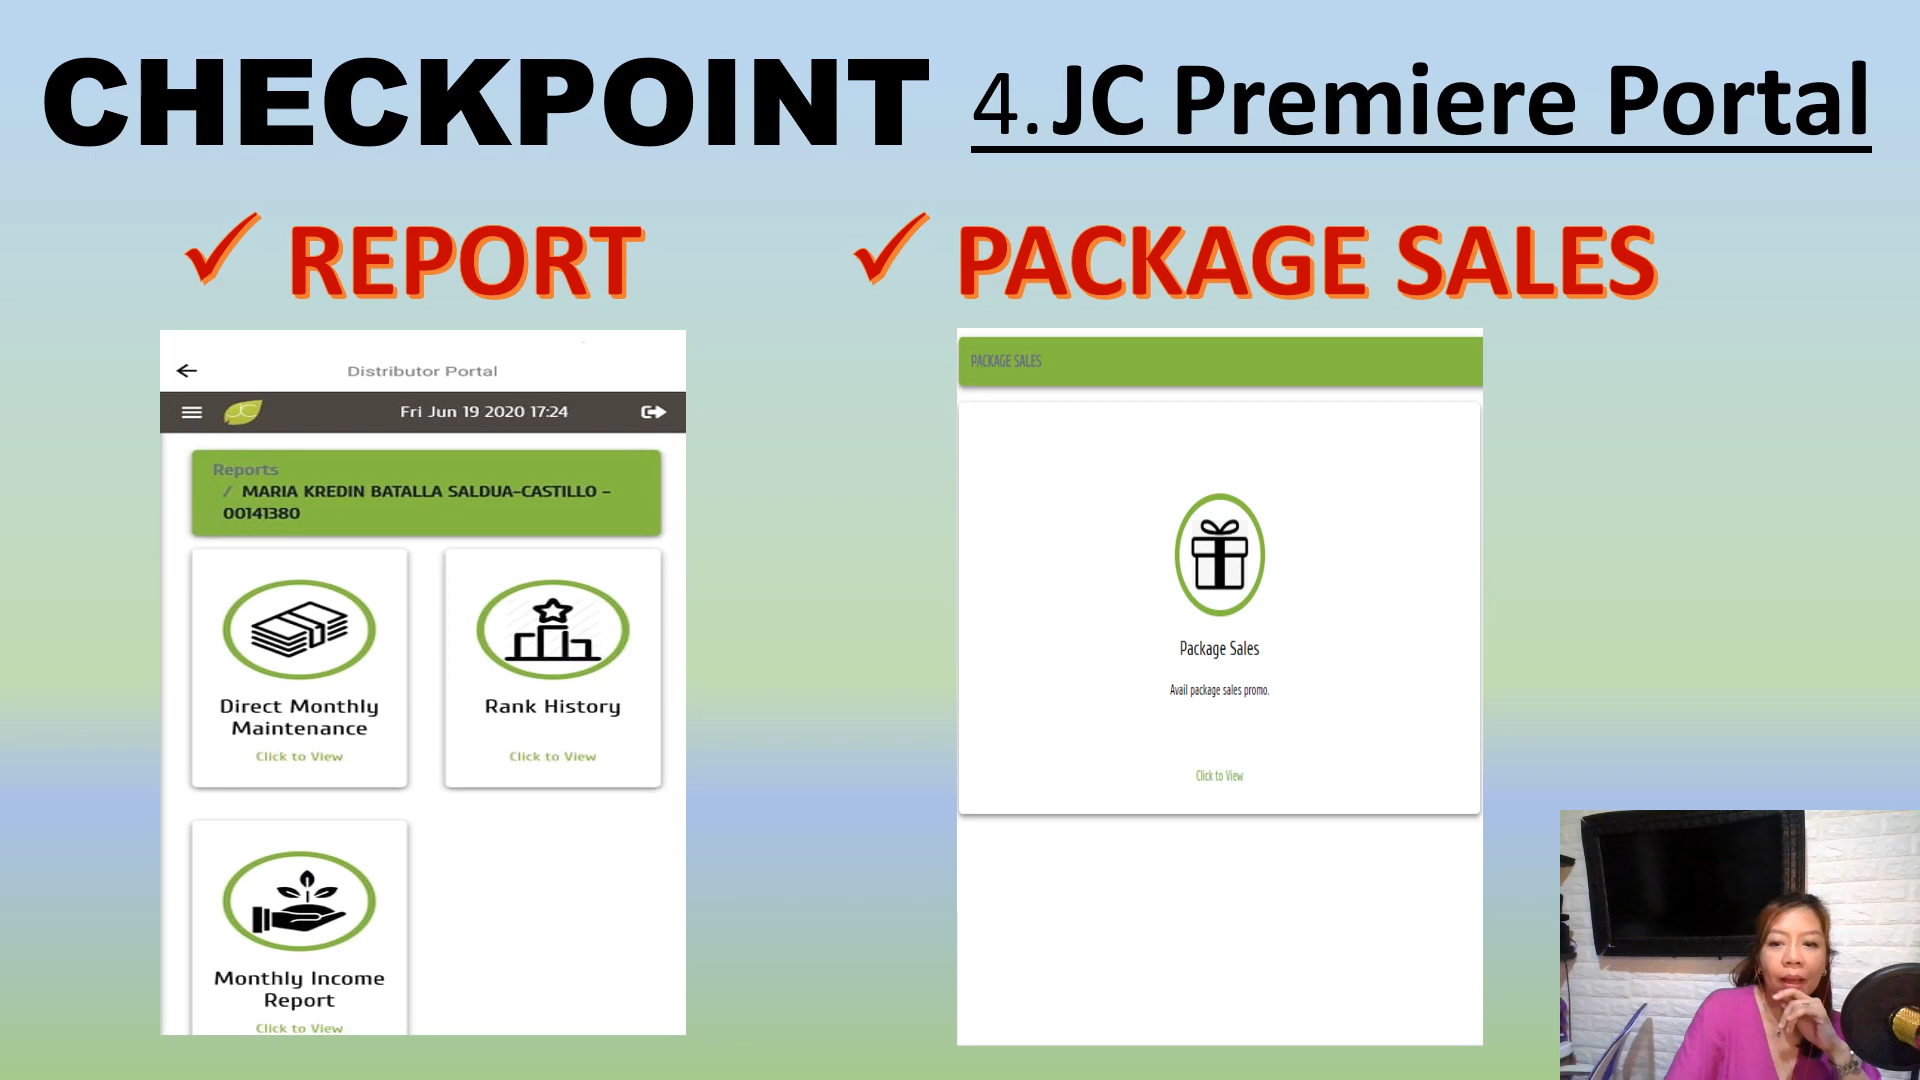 CHECKPOINT 4. JC Premiere Portal
✓ REPORT
✓ PACKAGE SALES
Distributor Portal
JC
Fri Jun 19 2020 17:24
Reports
/ MARIA KREDIN BATALLA SALDUA-CASTILLO -
00141380
Direct Monthly
Maintenance
Click to View
Rank History
Click to View
Monthly Income
Report
Click to View
PACKAGE SALES
Package Sales
Avail package sales promo.
Click to View